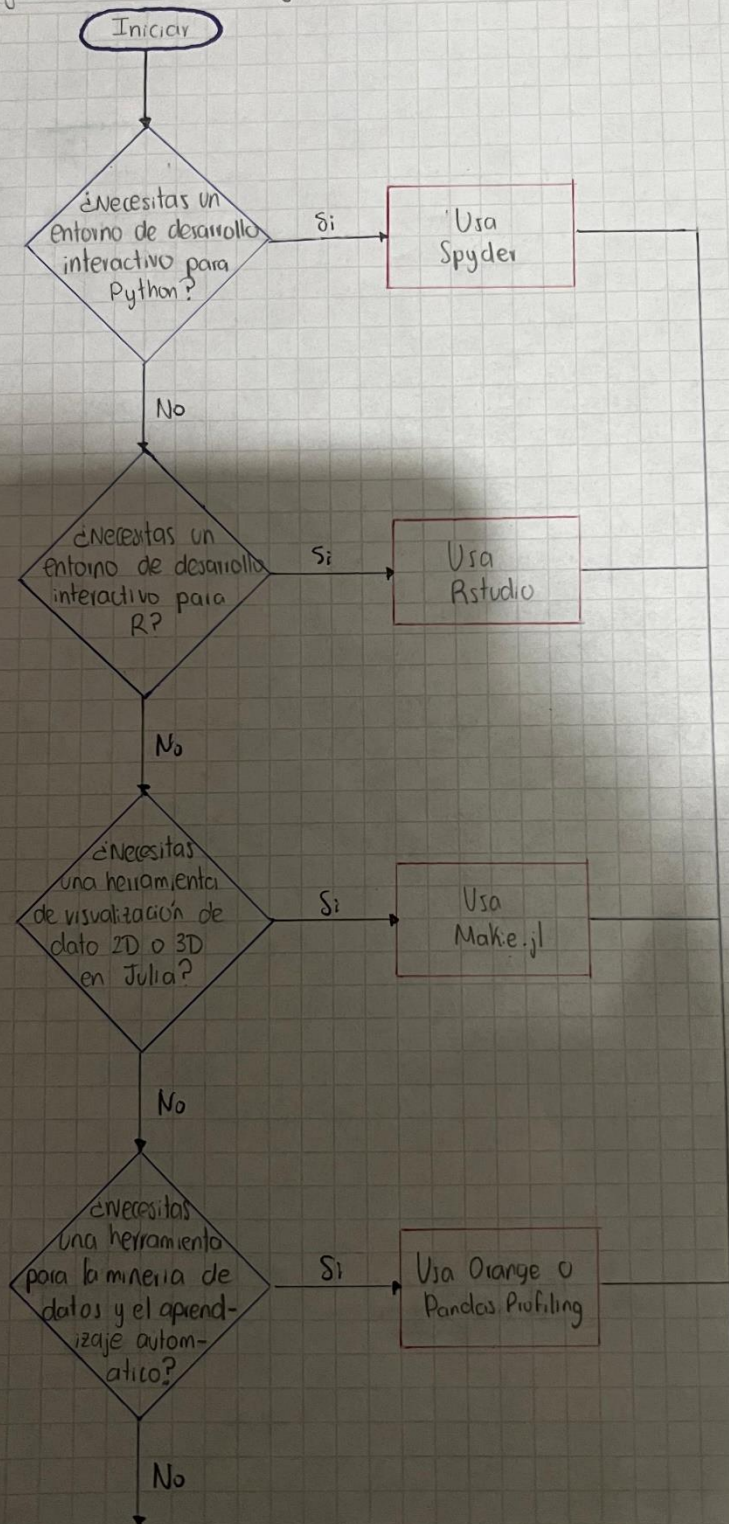 Iniciar
¿Necesitas un
entorno de desarrollo
interactivo para
Python?
Si
Usa
Spyder
No
¿Necesitas un
entorno de desarrollo
interactivo para
R?
Si
Usa
Rstudio
No
¿Necesitas
una herramienta
de visualización de
dato 2D o 3D
en Julia?
Si
Usa
Makie.jl
No
¿Necesitas
una herramienta
para la mineria de
datos y el aprend-
izaje autom-
atico?
Si
Usa Orange o
Pandas Profiling
No